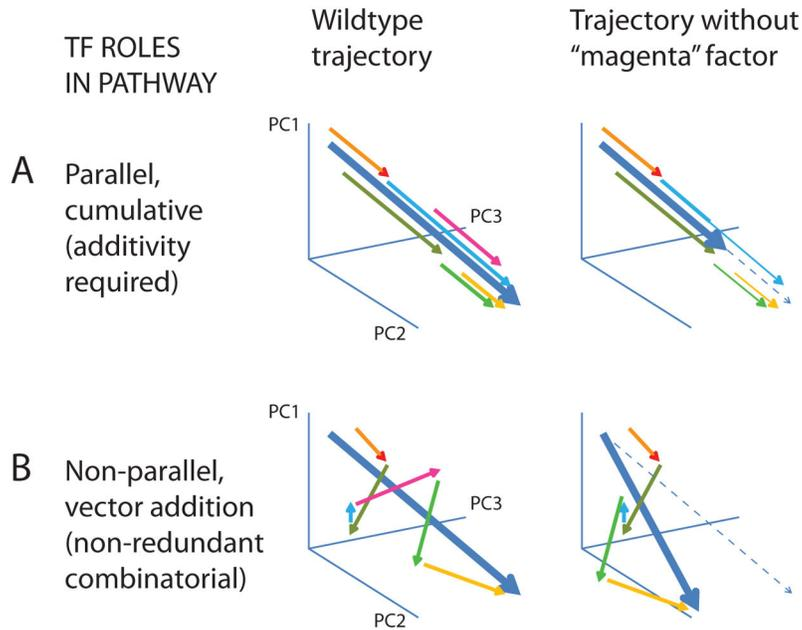 TF ROLES
IN PATHWAY
Wildtype
trajectory
Trajectory without
“magenta” factor
A
Parallel,
cumulative
(additivity
required)
PC1
PC3
PC2
B
Non-parallel,
vector addition
(non-redundant
combinatorial)
PC1
PC3
PC2